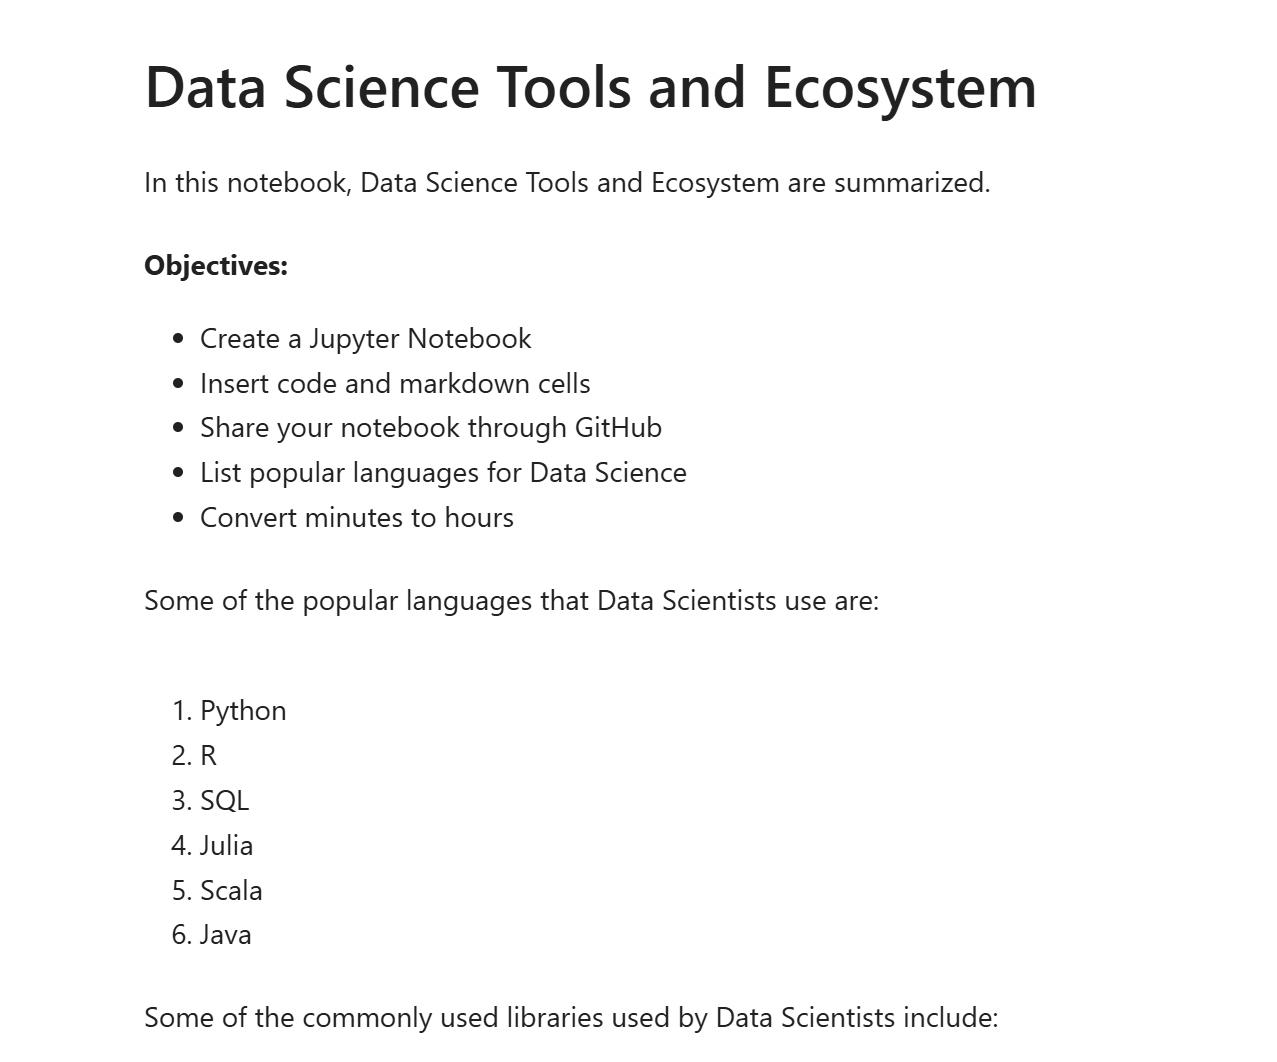 Data Science Tools and Ecosystem
In this notebook, Data Science Tools and Ecosystem are summarized.
Objectives:
• Create a Jupyter Notebook
• Insert code and markdown cells
• Share your notebook through GitHub
• List popular languages for Data Science
• Convert minutes to hours
Some of the popular languages that Data Scientists use are:
1. Python
2. R
3. SQL
4. Julia
5. Scala
6. Java
Some of the commonly used libraries used by Data Scientists include: